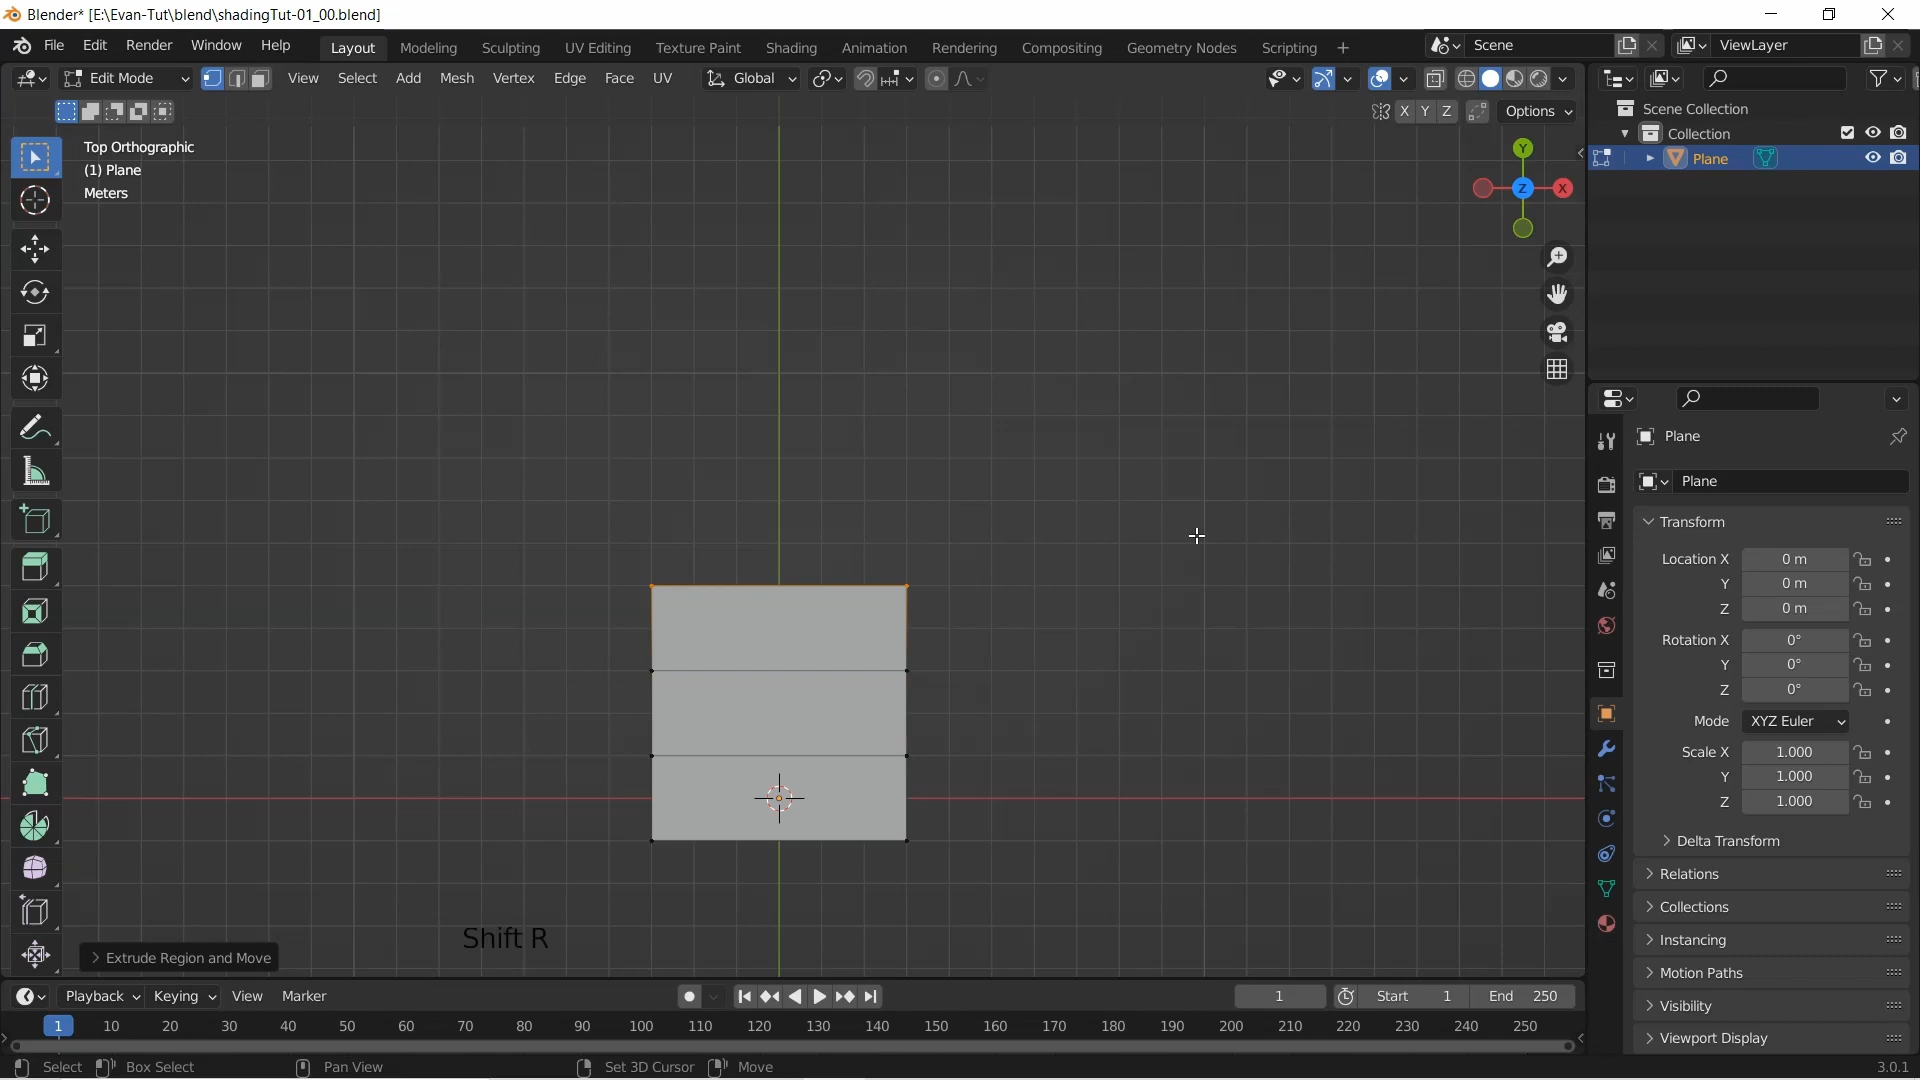 Blender* [E:\Evan-Tut\blend\shadingTut-01_00.blend]
File Edit Render Window Help Layout Modeling Sculpting UV Editing Texture Paint Shading Animation Rendering Compositing Geometry Nodes Scripting + Scene ViewLayer
Edit Mode View Select Add Mesh Vertex Edge Face UV Global
X Y Z Options
Top Orthographic
(1) Plane
Meters
Y
Z X
Scene Collection
Collection
Plane
Plane
Plane
Transform
Location X 0 m
Y 0 m
Z 0 m
Rotation X 0°
Y 0°
Z 0°
Mode XYZ Euler
Scale X 1.000
Y 1.000
Z 1.000
Delta Transform
Relations
Collections
Instancing
Motion Paths
Visibility
Viewport Display
Shift R
Extrude Region and Move
Playback Keying View Marker 1 Start 1 End 250
1 10 20 30 40 50 60 70 80 90 100 110 120 130 140 150 160 170 180 190 200 210 220 230 240 250
Select Box Select Pan View Set 3D Cursor Move 3.0.1